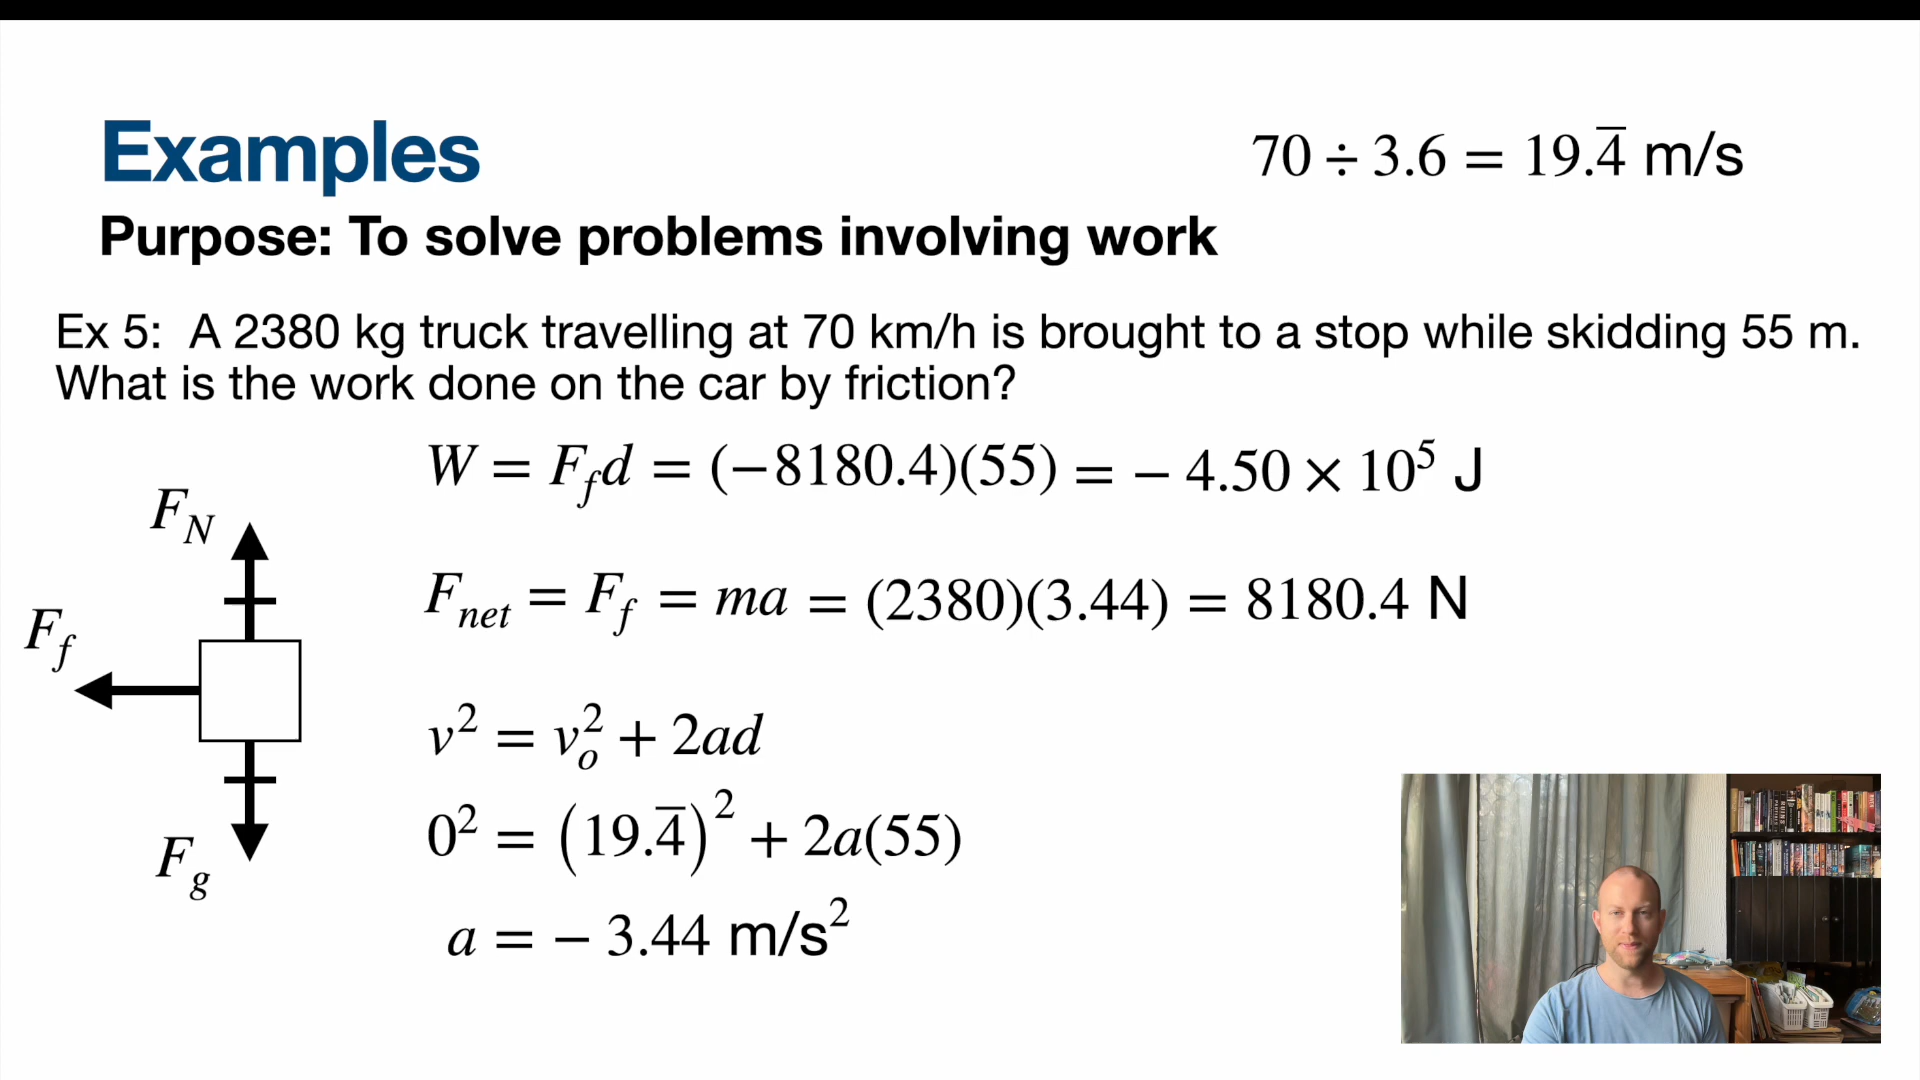 Examples
70 ÷ 3.6 = 19.4̅ m/s
Purpose: To solve problems involving work
Ex 5: A 2380 kg truck travelling at 70 km/h is brought to a stop while skidding 55 m.
What is the work done on the car by friction?
W = F_f d = (−8180.4)(55) = − 4.50 × 10⁵ J
F_N
F_net = F_f = ma = (2380)(3.44) = 8180.4 N
F_f
v² = v_o² + 2ad
0² = (19.4̅)² + 2a(55)
F_g
a = − 3.44 m/s²